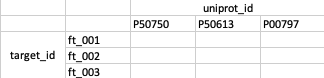 uniprot_id
P50750 P50613 P00797
ft_001
target_id ft_002
ft_003